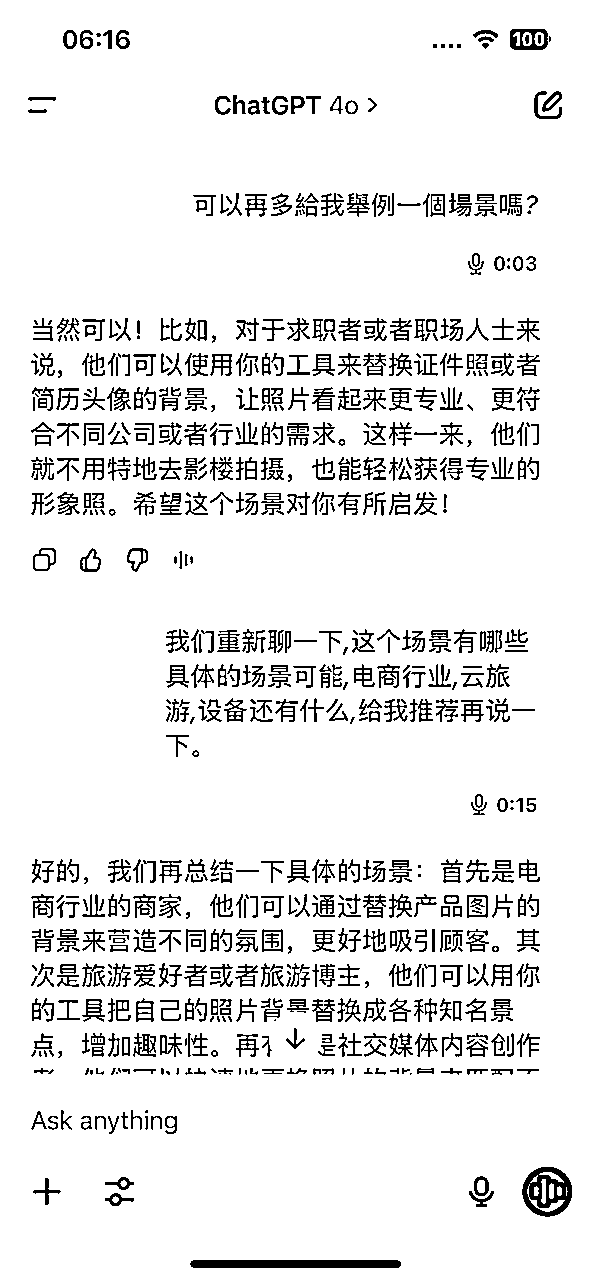 06:16
100
ChatGPT 4o >
可以再多給我舉例一個場景嗎?
0:03
当然可以！比如，对于求职者或者职场人士来
说，他们可以使用你的工具来替换证件照或者
简历头像的背景，让照片看起来更专业、更符
合不同公司或者行业的需求。这样一来，他们
就不用特地去影楼拍摄，也能轻松获得专业的
形象照。希望这个场景对你有所启发！
我们重新聊一下,这个场景有哪些
具体的场景可能,电商行业,云旅
游,设备还有什么,给我推荐再说一
下。
0:15
好的，我们再总结一下具体的场景：首先是电
商行业的商家，他们可以通过替换产品图片的
背景来营造不同的氛围，更好地吸引顾客。其
次是旅游爱好者或者旅游博主，他们可以用你
的工具把自己的照片背景替换成各种知名景
点，增加趣味性。再 是社交媒体内容创作
Ask anything